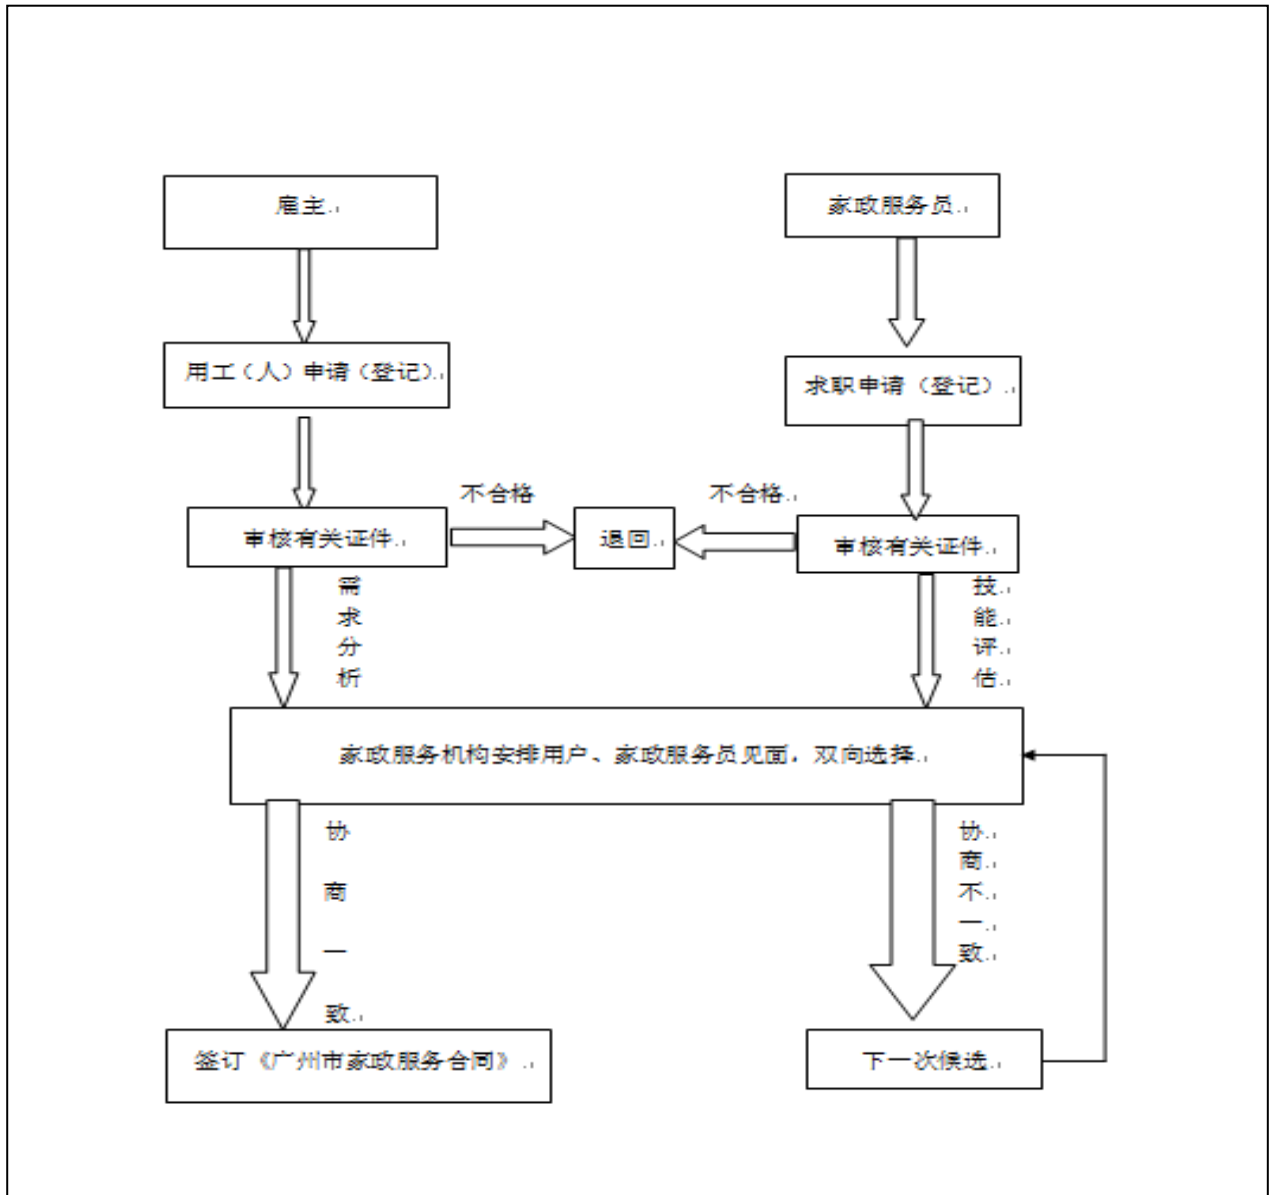 雇主
家政服务员
用工（人）申请（登记）
求职申请（登记）
不合格
不合格
审核有关证件
退回
审核有关证件
需
求
分
析
技
能
评
估
家政服务机构安排用户、家政服务员见面，双向选择
协
商
一
致
协
商
不
一
致
签订《广州市家政服务合同》
下一次候选